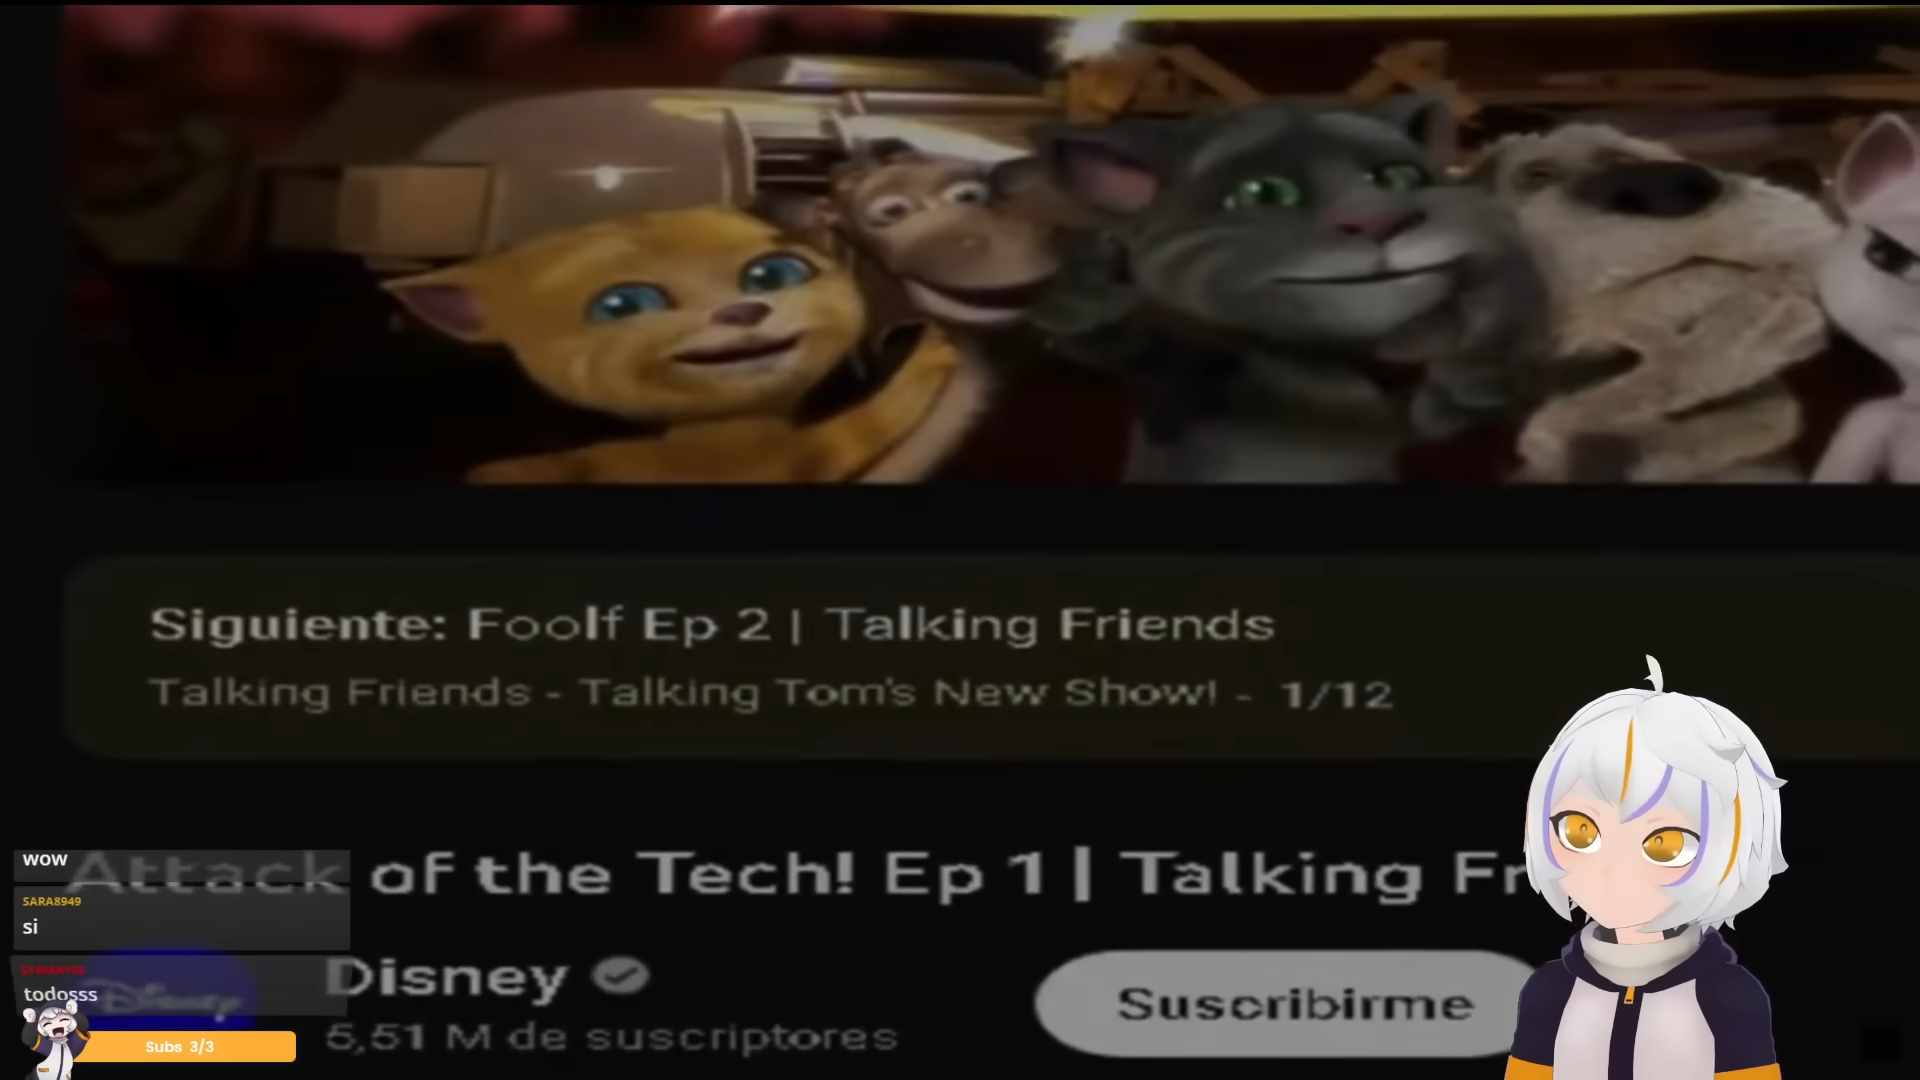 Siguiente: Foolf Ep 2 | Talking Friends
Talking Friends - Talking Tom's New Show! - 1/12
Attack of the Tech! Ep 1 | Talking Fr
Disney
5,51 M de suscriptores
Suscribirme
Disney
wow
SARA8949
si
todosss
Subs 3/3